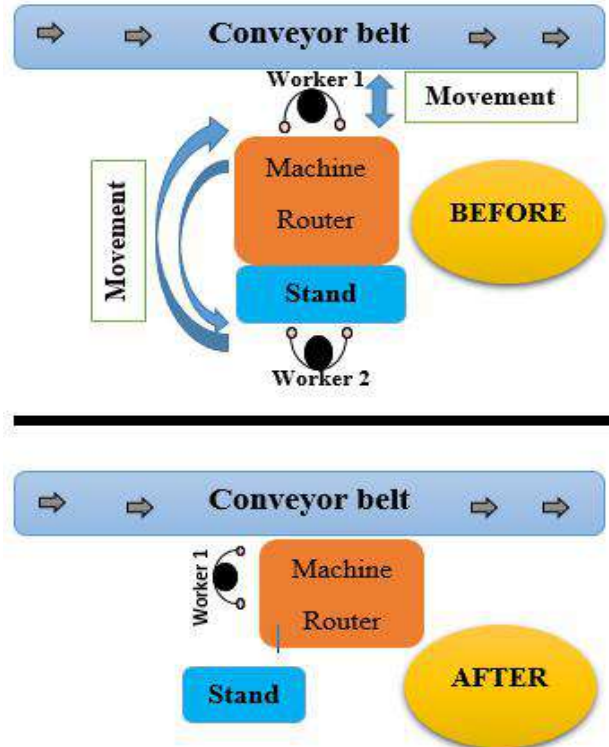 Conveyor belt
Worker 1
Movement
Machine
Router
BEFORE
Movement
Stand
Worker 2
Conveyor belt
Worker 1
Machine
Router
Stand
AFTER